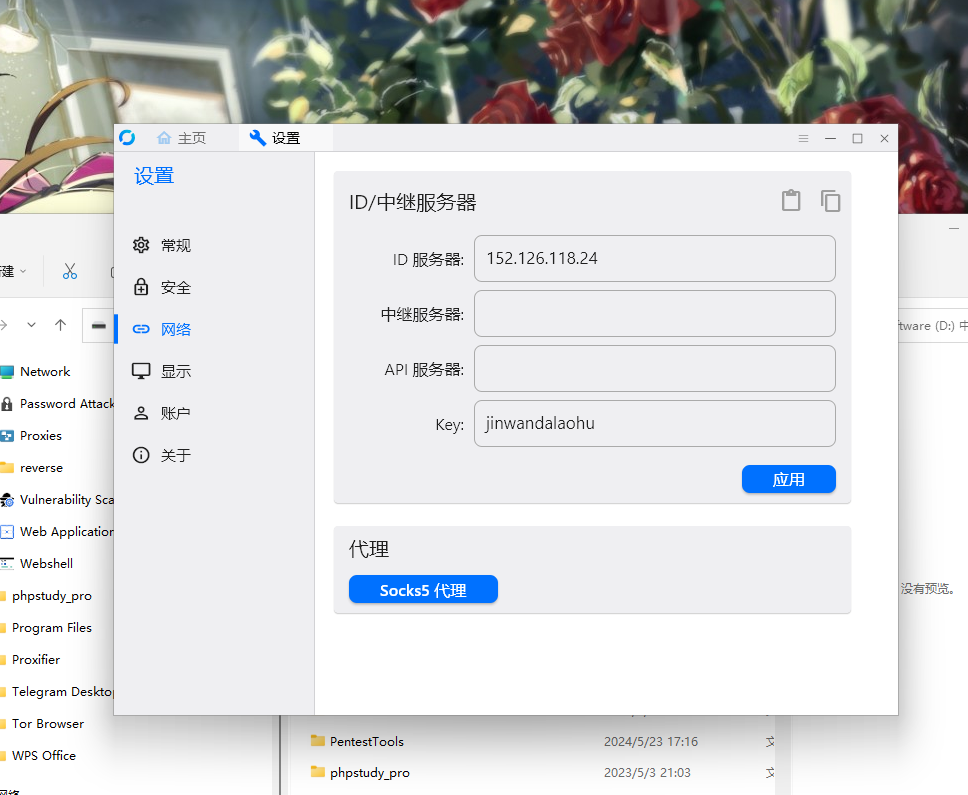 主页
设置
设置
常规
安全
网络
显示
账户
关于
ID/中继服务器
ID 服务器:
152.126.118.24
中继服务器:
API 服务器:
Key:
jinwandalaohu
应用
代理
Socks5 代理
建
tware (D:) 中
Network
Password Attack
Proxies
reverse
Vulnerability Sca
Web Application
Webshell
phpstudy_pro
Program Files
Proxifier
Telegram Deskto
Tor Browser
WPS Office
没有预览。
PentestTools
2024/5/23 17:16
文
phpstudy_pro
2023/5/3 21:03
文